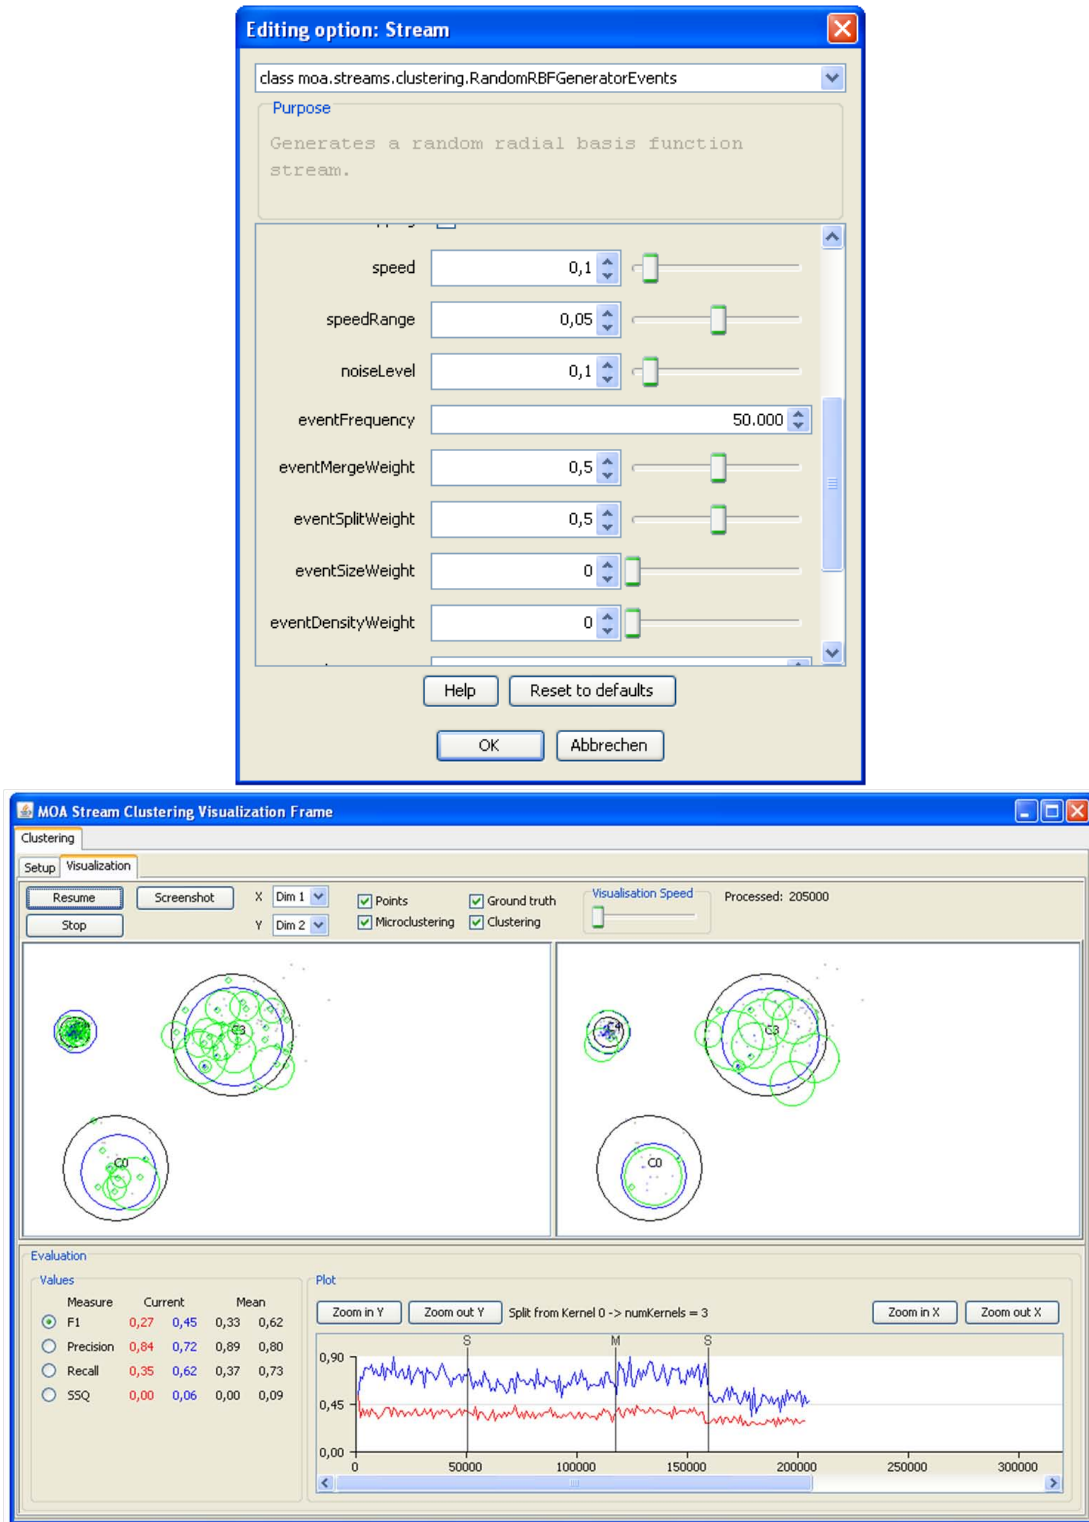 Editing option: Stream
class moa.streams.clustering.RandomRBFGeneratorEvents
Purpose
Generates a random radial basis function
stream.
speed 0,1
speedRange 0,05
noiseLevel 0,1
eventFrequency 50.000
eventMergeWeight 0,5
eventSplitWeight 0,5
eventSizeWeight 0
eventDensityWeight 0
Help Reset to defaults
OK Abbrechen
MOA Stream Clustering Visualization Frame
Clustering
Setup Visualization
Resume Screenshot X Dim 1 Points Ground truth Visualisation Speed Processed: 205000
Stop Y Dim 2 Microclustering Clustering
C3 C3
C0 C0
Evaluation
Values Plot
Measure Current Mean
Zoom in Y Zoom out Y Split from Kernel 0 -> numKernels = 3 Zoom in X Zoom out X
F1 0,27 0,45 0,33 0,62
Precision 0,84 0,72 0,89 0,80
Recall 0,35 0,62 0,37 0,73
SSQ 0,00 0,06 0,00 0,09
S M S
0,90
0,45
0,00
0 50000 100000 150000 200000 250000 300000